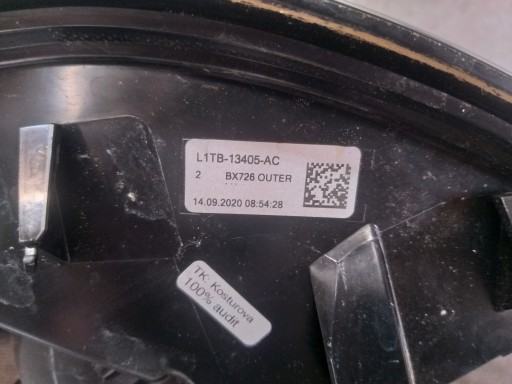 L1TB-13405-AC
2 BX726 OUTER
14.09.2020 08:54:28
TK: Kosturova
100% audit